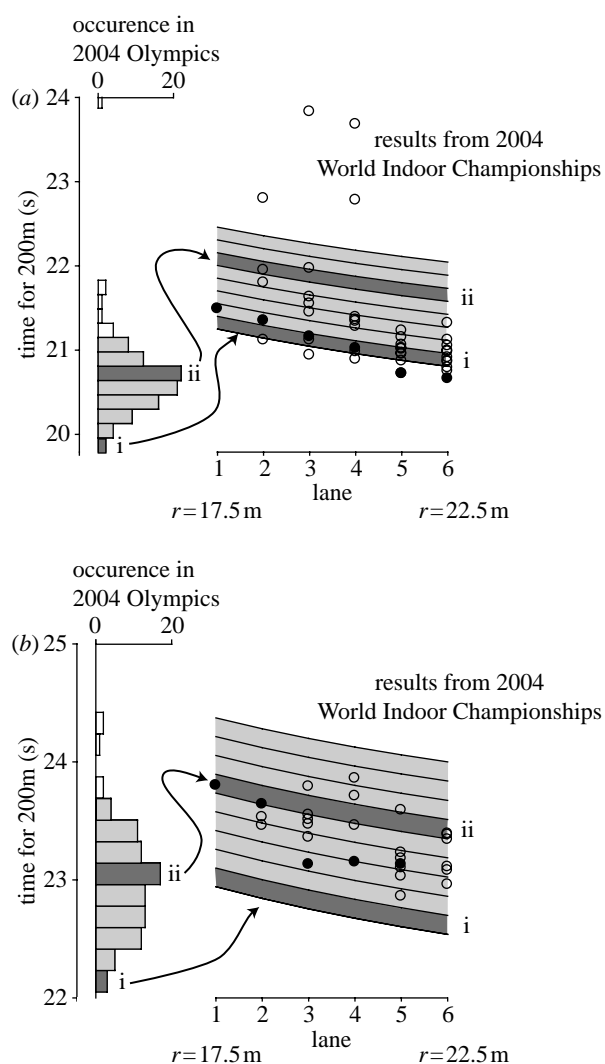 occurence in
2004 Olympics
0 20
(a) 24
results from 2004
World Indoor Championships
23
time for 200m (s)
22
ii
21
ii
i
20
i
1 2 3 4 5 6
lane
r = 17.5 m r = 22.5 m
occurence in
2004 Olympics
0 20
(b) 25
results from 2004
World Indoor Championships
24
time for 200m (s)
ii
ii
23
i
i
22
1 2 3 4 5 6
lane
r = 17.5 m r = 22.5 m